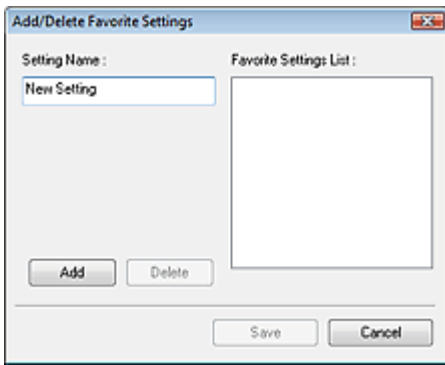 Add/Delete Favorite Settings
Setting Name :
Favorite Settings List :
New Setting
Add
Delete
Save
Cancel